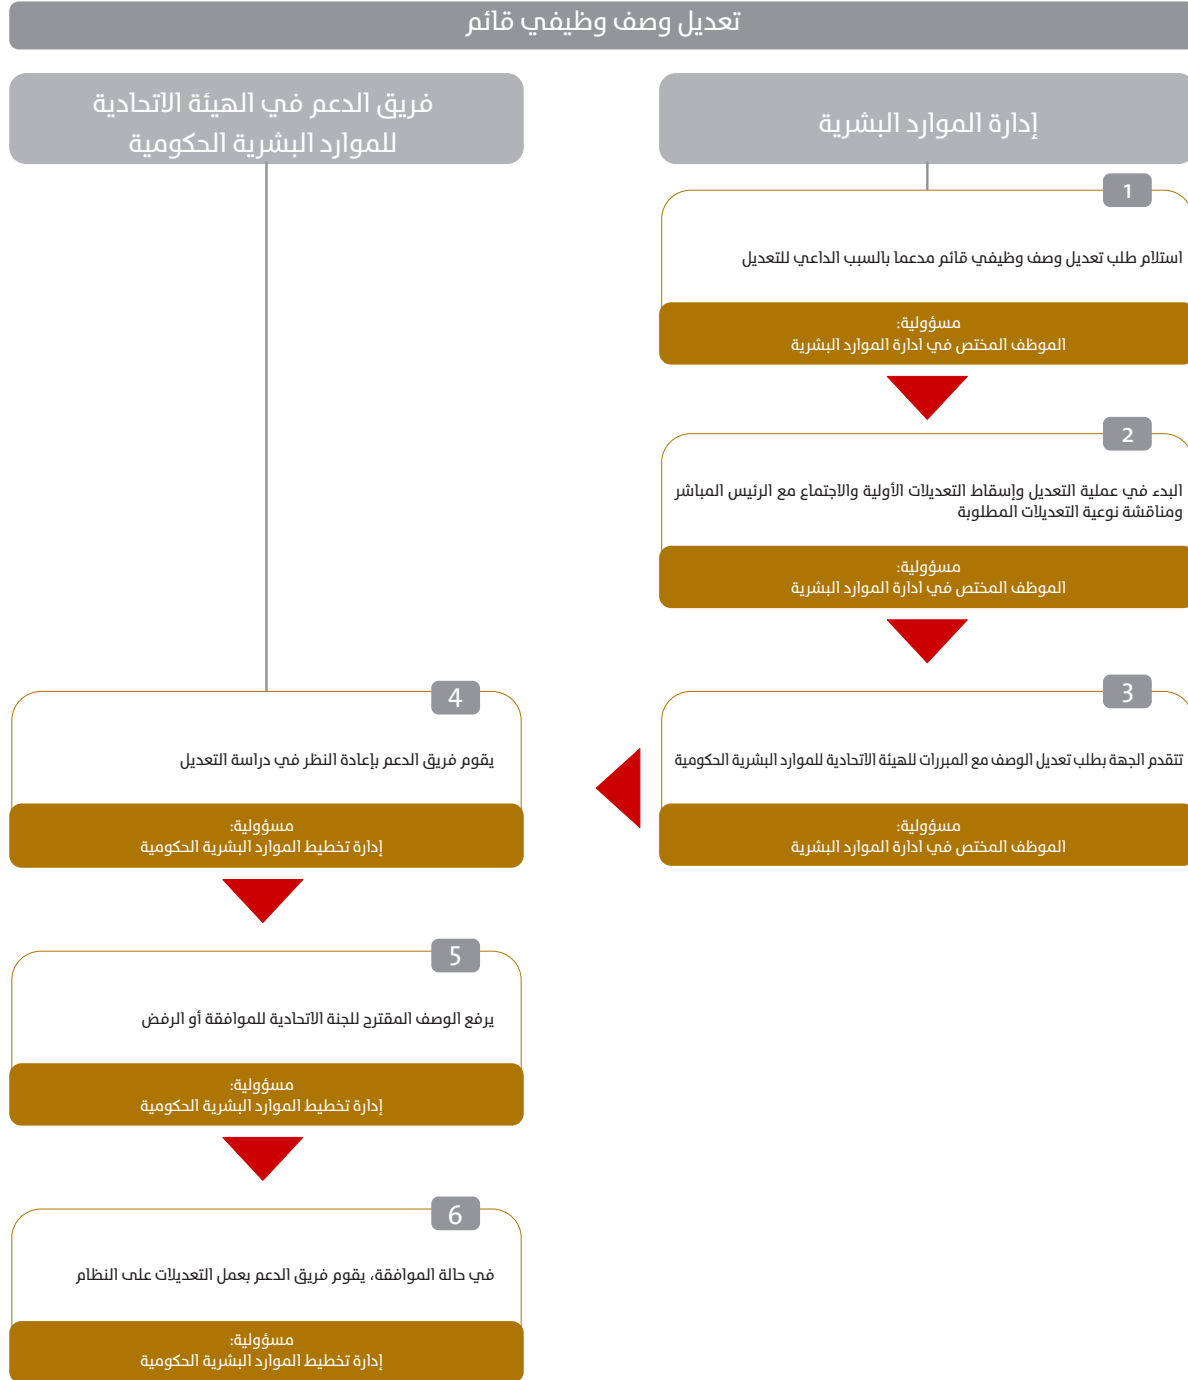 تعديل وصف وظيفي قائم
إدارة الموارد البشرية
1
استلام طلب تعديل وصف وظيفي قائم مدعما بالسبب الداعي للتعديل
مسؤولية:
الموظف المختص في ادارة الموارد البشرية
2
البدء في عملية التعديل وإسقاط التعديلات الأولية والاجتماع مع الرئيس المباشر
ومناقشة نوعية التعديلات المطلوبة
مسؤولية:
الموظف المختص في ادارة الموارد البشرية
3
تتقدم الجهة بطلب تعديل الوصف مع المبررات للهيئة الاتحادية للموارد البشرية الحكومية
مسؤولية:
الموظف المختص في ادارة الموارد البشرية
فريق الدعم في الهيئة الاتحادية
للموارد البشرية الحكومية
4
يقوم فريق الدعم بإعادة النظر في دراسة التعديل
مسؤولية:
إدارة تخطيط الموارد البشرية الحكومية
5
يرفع الوصف المقترح للجنة الاتحادية للموافقة أو الرفض
مسؤولية:
إدارة تخطيط الموارد البشرية الحكومية
6
في حالة الموافقة، يقوم فريق الدعم بعمل التعديلات على النظام
مسؤولية:
إدارة تخطيط الموارد البشرية الحكومية